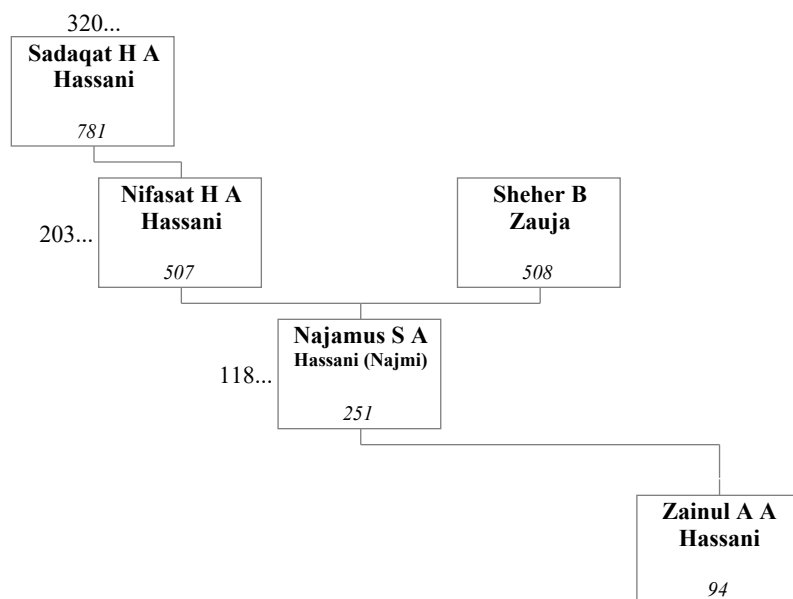 320...
Sadaqat H A
Hassani
781
Nifasat H A
Hassani
203...
507
Sheher B
Zauja
508
Najamus S A
Hassani (Najmi)
118...
251
Zainul A A
Hassani
94